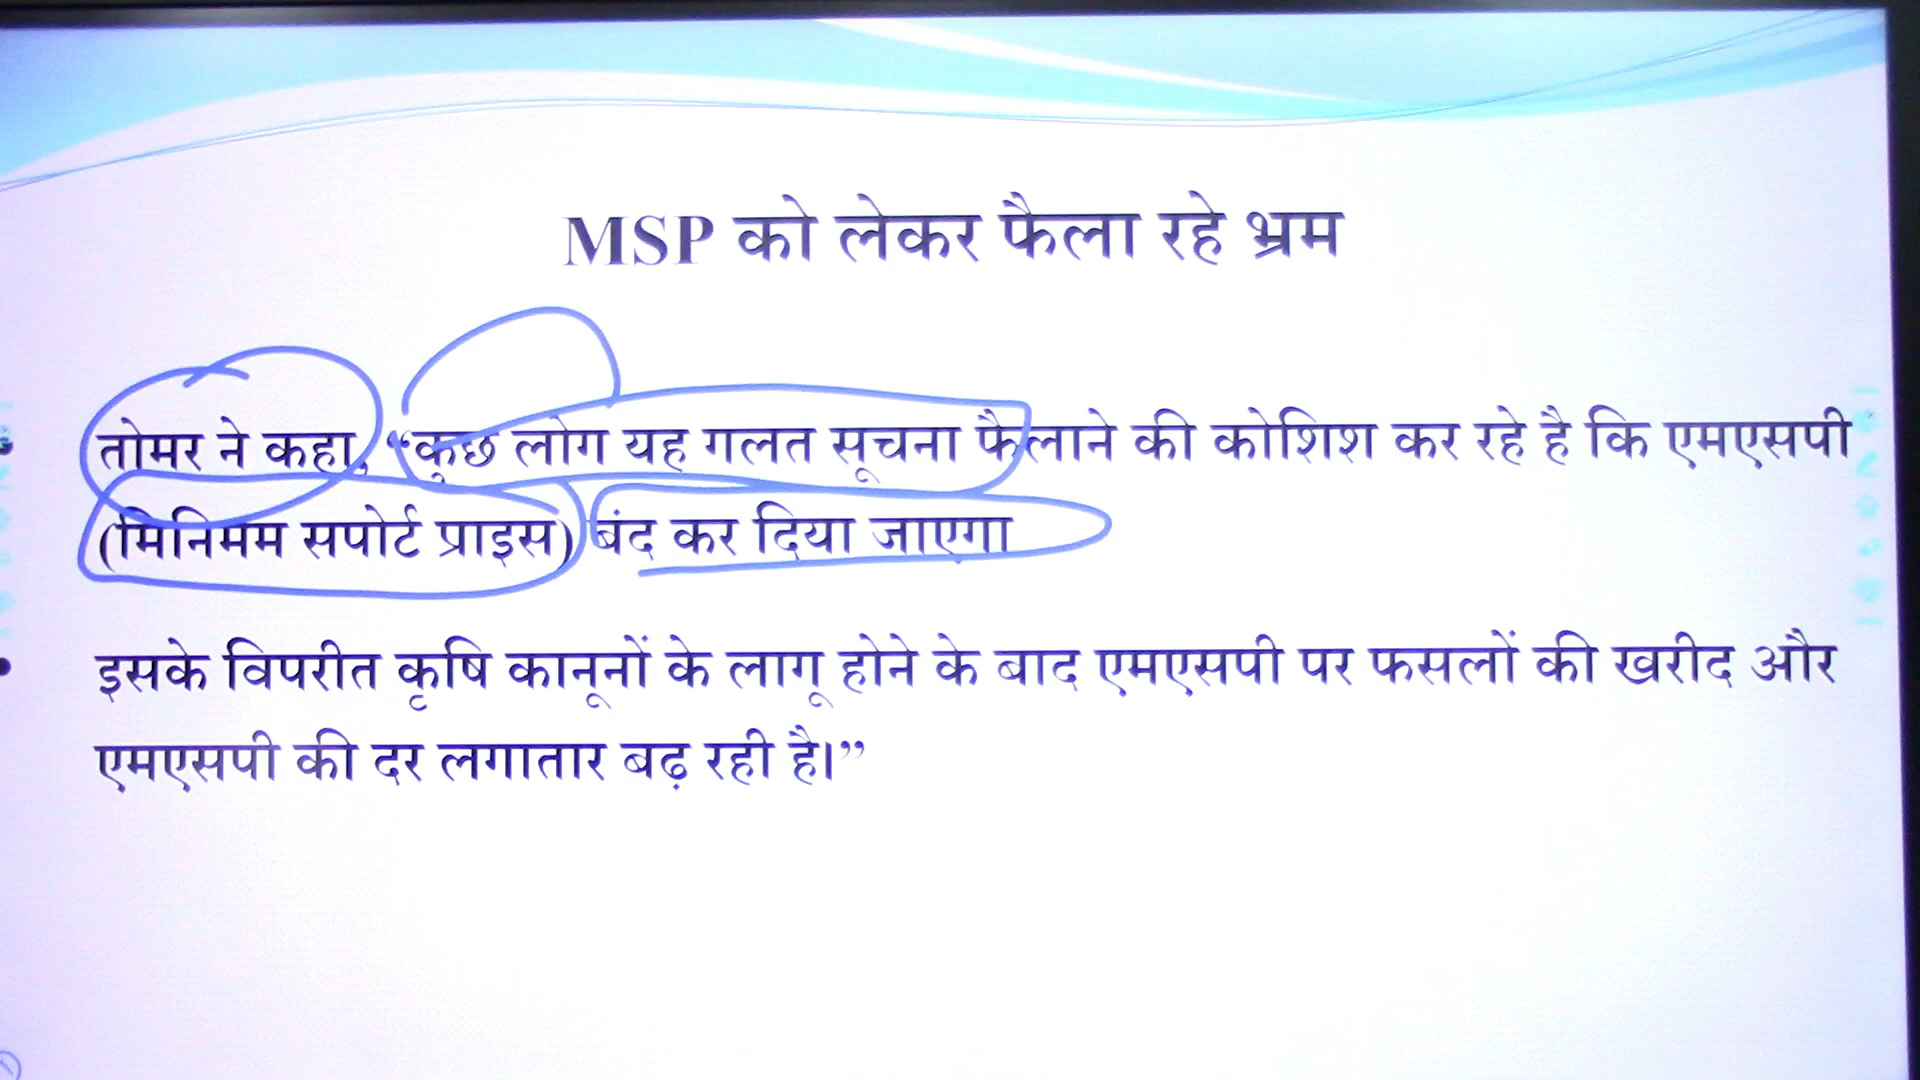 MSP को लेकर फैला रहे भ्रम
तोमर ने कहा, “कुछ लोग यह गलत सूचना फैलाने की कोशिश कर रहे है कि एमएसपी
(मिनिमम सपोर्ट प्राइस) बंद कर दिया जाएगा
इसके विपरीत कृषि कानूनों के लागू होने के बाद एमएसपी पर फसलों की खरीद और
एमएसपी की दर लगातार बढ़ रही है।”